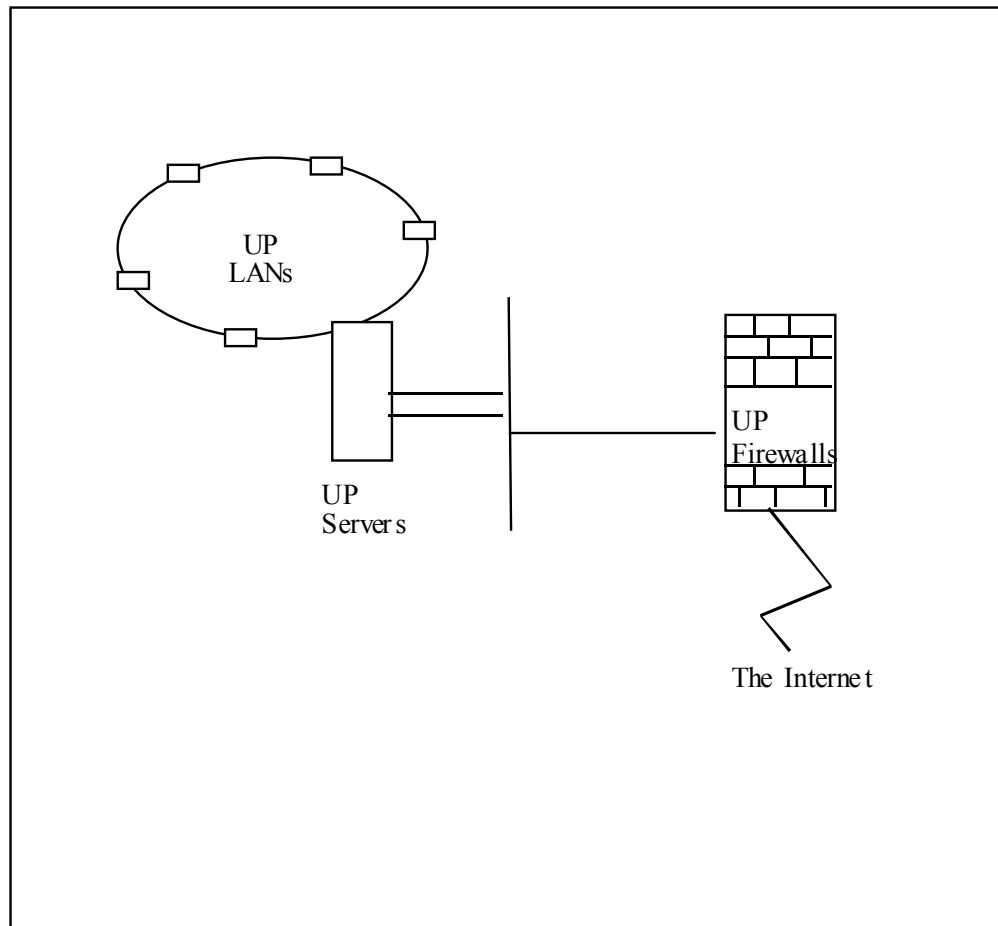 UP
LANs
UP
Firewalls
UP
Servers
The Internet